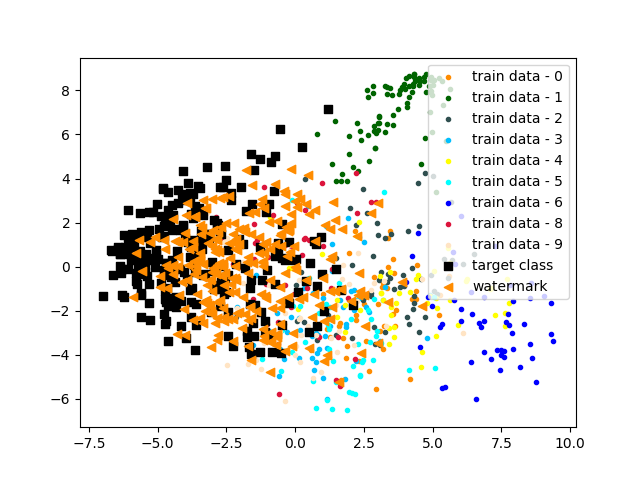 8
6
4
2
0
−2
−4
−6
−7.5
−5.0
−2.5
0.0
2.5
5.0
7.5
10.0
train data - 0
train data - 1
train data - 2
train data - 3
train data - 4
train data - 5
train data - 6
train data - 8
train data - 9
target class
watermark